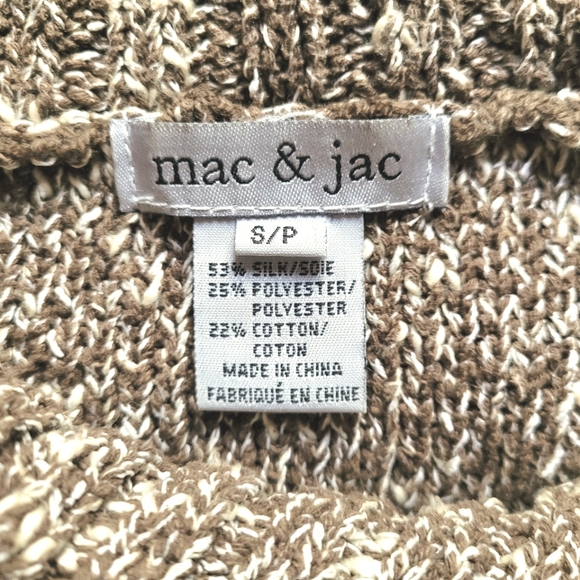 mac & jac
S/P
53% SILK/SOIE
25% POLYESTER/
POLYESTER
22% COTTON/
COTON
MADE IN CHINA
FABRIQUÉ EN CHINE